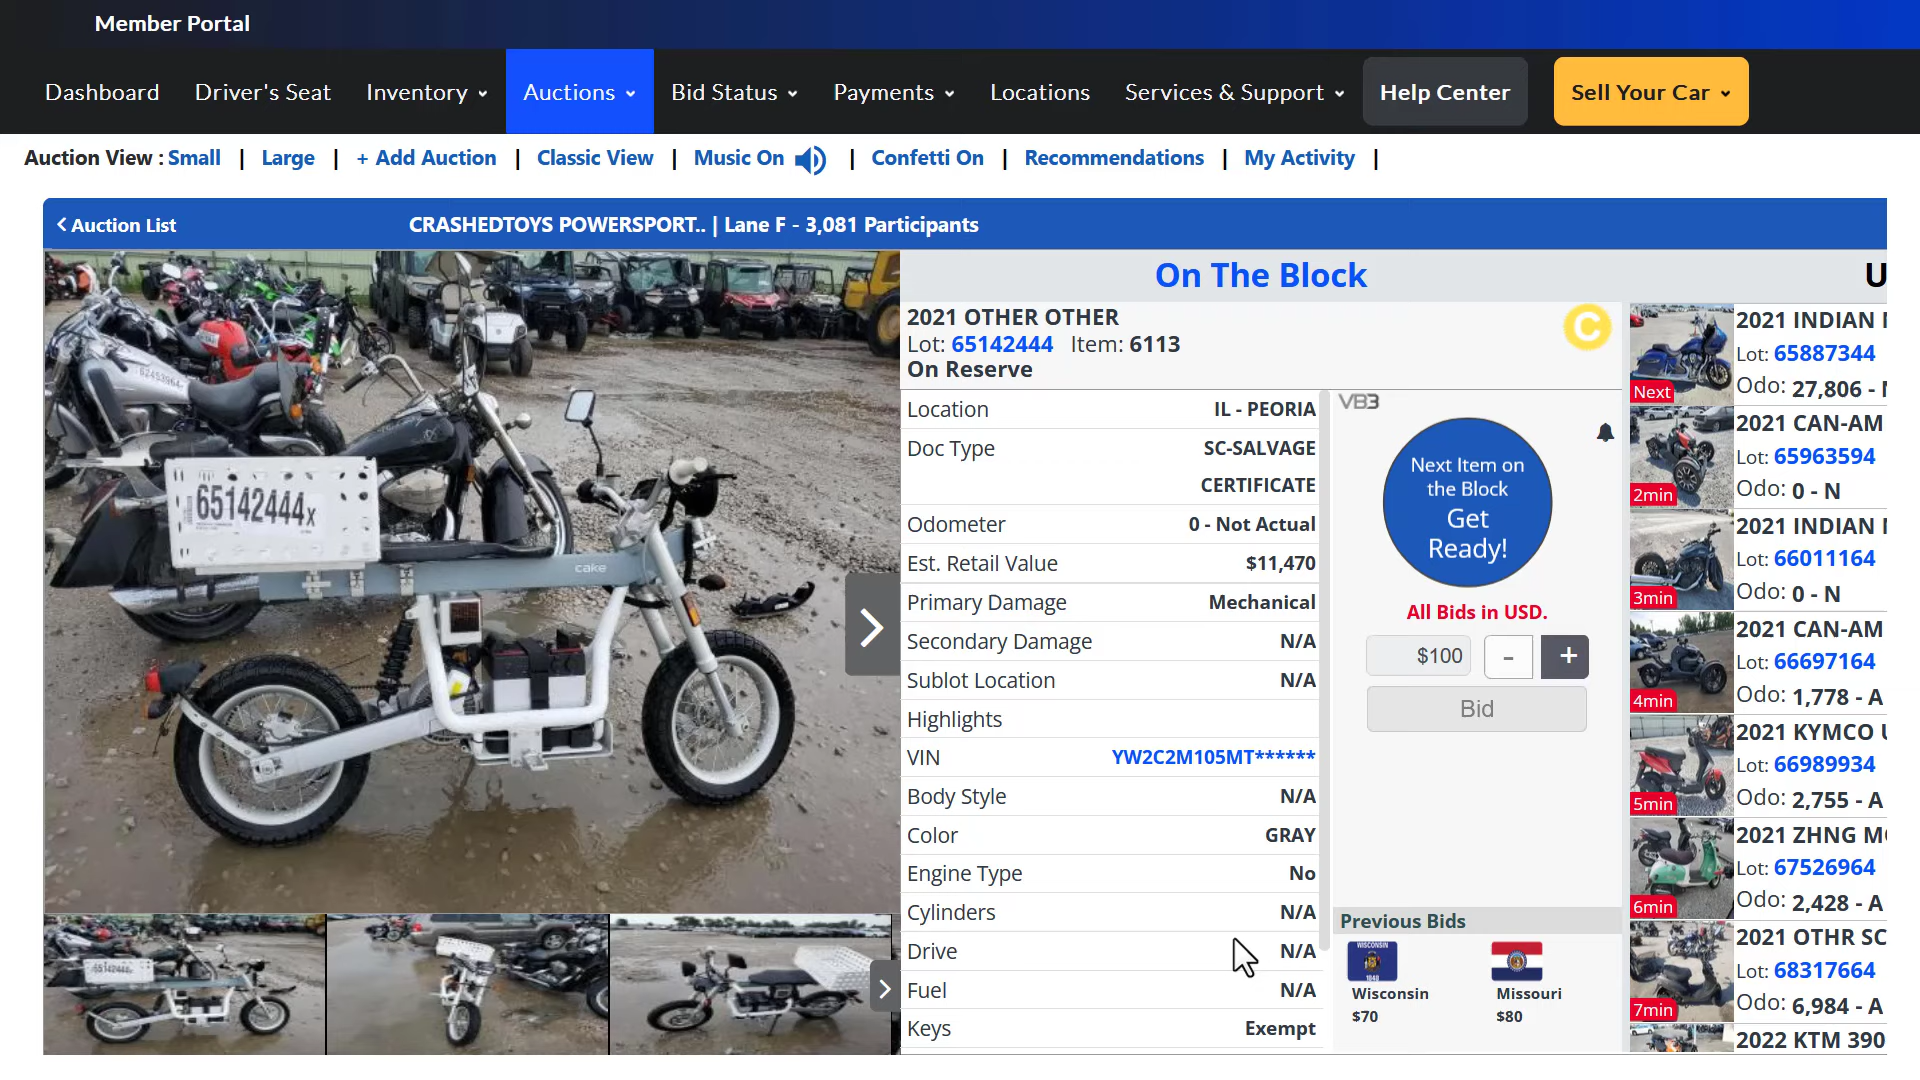 Member Portal
Dashboard Driver's Seat Inventory Auctions Bid Status Payments Locations Services & Support Help Center Sell Your Car
Auction View : Small | Large | + Add Auction | Classic View | Music On | Confetti On | Recommendations | My Activity |
Auction List
CRASHEDTOYS POWERSPORT.. | Lane F - 3,081 Participants
62453964
65142444x
cake
65142444x
On The Block
2021 OTHER OTHER
Lot: 65142444 Item: 6113
On Reserve
C
Location IL - PEORIA
Doc Type SC-SALVAGE
CERTIFICATE
Odometer 0 - Not Actual
Est. Retail Value $11,470
Primary Damage Mechanical
Secondary Damage N/A
Sublot Location N/A
Highlights
VIN YW2C2M105MT******
Body Style N/A
Color GRAY
Engine Type No
Cylinders N/A
Drive N/A
Fuel N/A
Keys Exempt
VB3
Next Item on
the Block
Get
Ready!
All Bids in USD.
$100 - +
Bid
Previous Bids
WISCONSIN
1848
Wisconsin
$70
Missouri
$80
U
2021 INDIAN
Lot: 65887344
Odo: 27,806 -
Next
2021 CAN-AM
Lot: 65963594
Odo: 0 - N
2min
2021 INDIAN
Lot: 66011164
Odo: 0 - N
3min
2021 CAN-AM
Lot: 66697164
Odo: 1,778 - A
4min
2021 KYMCO
Lot: 66989934
Odo: 2,755 - A
5min
2021 ZHNG M
Lot: 67526964
Odo: 2,428 - A
6min
2021 OTHR SC
Lot: 68317664
Odo: 6,984 - A
7min
2022 KTM 390